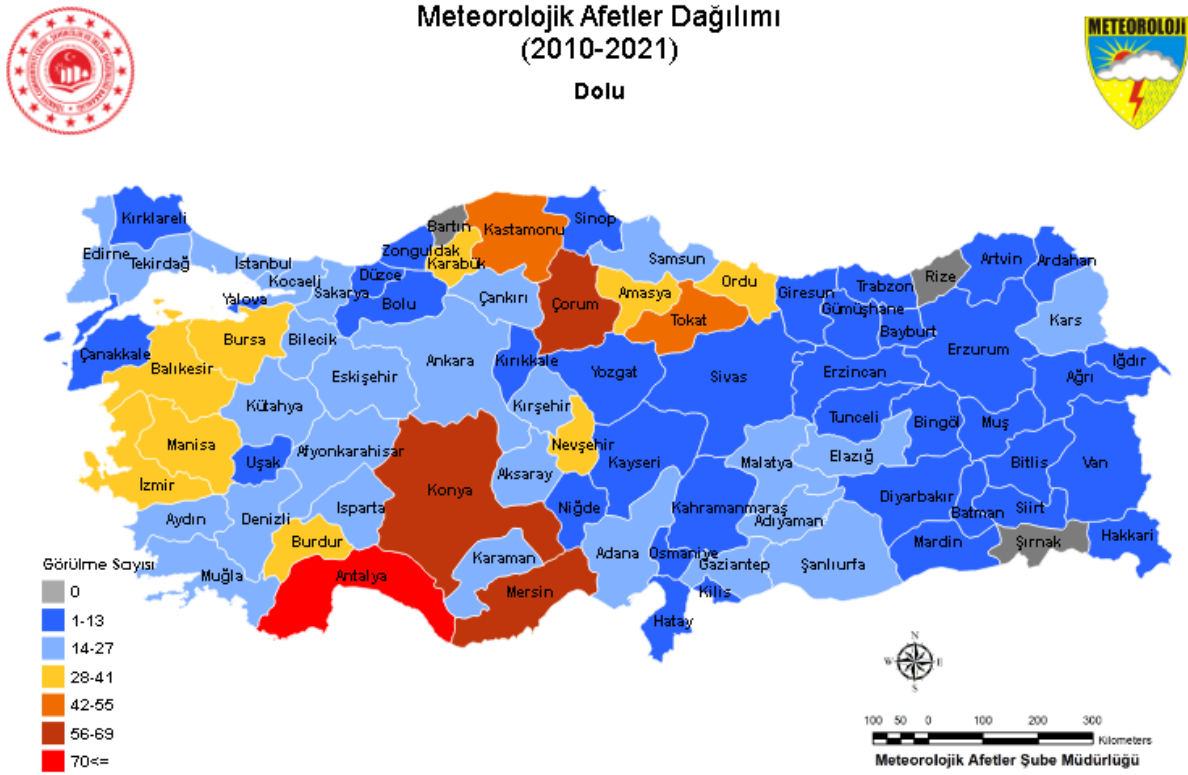 Meteorolojik Afetler Dağılımı
(2010-2021)
Dolu
METEOROLOJI
Kırklareli
Edirne
Tekirdağ
İstanbul
Kocaeli
Yalova
Sakarya
Düzce
Zonguldak
Bartın
Karabük
Kastamonu
Sinop
Samsun
Bolu
Çankırı
Çorum
Amasya
Ordu
Tokat
Giresun
Trabzon
Gümüşhane
Bayburt
Rize
Artvin
Ardahan
Kars
Iğdır
Ağrı
Erzurum
Erzincan
Çanakkale
Balıkesir
Bursa
Bilecik
Eskişehir
Ankara
Kırıkkale
Yozgat
Sivas
Kütahya
Kırşehir
Tunceli
Bingöl
Muş
Manisa
Uşak
Afyonkarahisar
Nevşehir
Kayseri
Malatya
Elazığ
Bitlis
Van
İzmir
Konya
Aksaray
Niğde
Kahramanmaraş
Adıyaman
Diyarbakır
Batman
Siirt
Aydın
Denizli
Isparta
Burdur
Karaman
Adana
Osmaniye
Gaziantep
Şanlıurfa
Mardin
Şırnak
Hakkari
Muğla
Antalya
Mersin
Kilis
Hatay
Görülme Sayısı
0
1-13
14-27
28-41
42-55
56-69
70<=
N
W E
S
100 50 0 100 200 300
Kilometers
Meteorolojik Afetler Şube Müdürlüğü